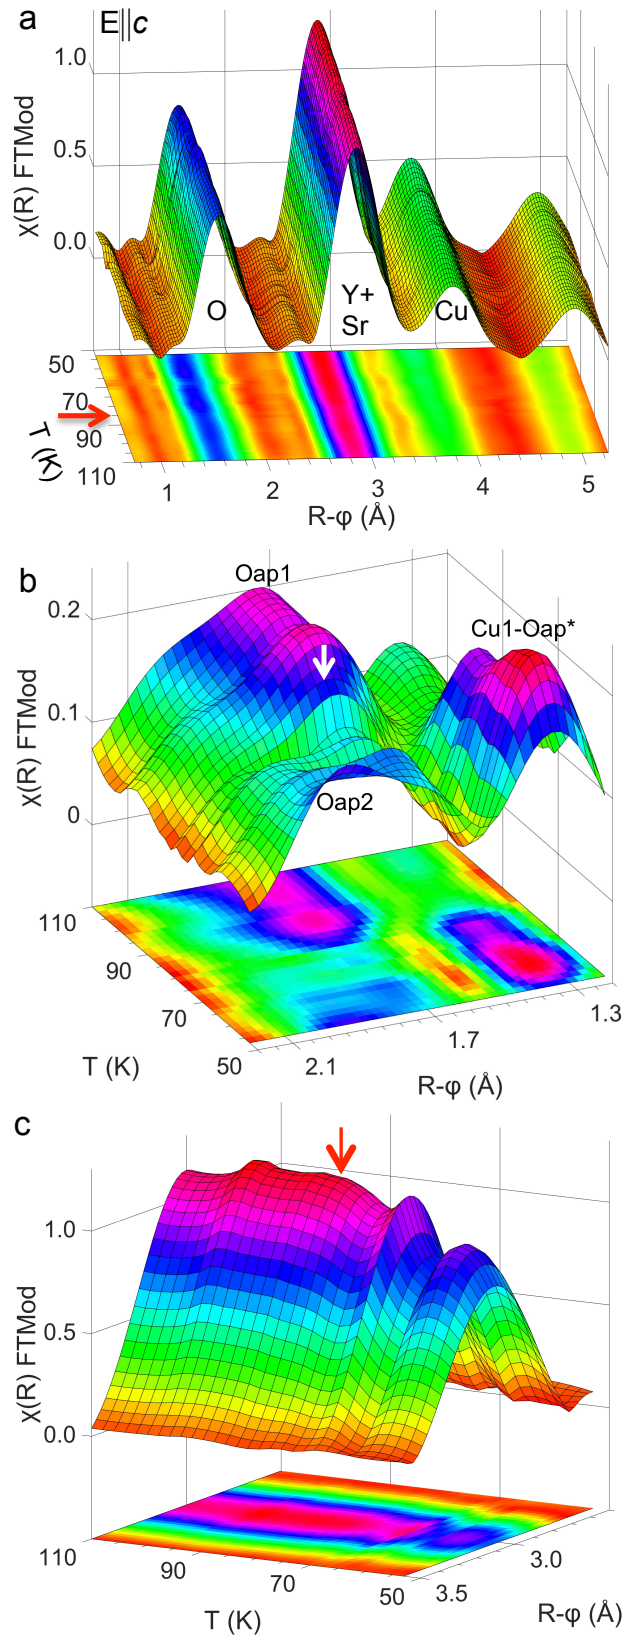 a
E||c
1.0
0.5
0.0
χ(R) FTMod
O
Y+
Sr
Cu
50
70
90
110
T (K)
1
2
3
4
5
R-φ (Å)
b
Oap1
Cu1-Oap*
0.2
0.1
0
χ(R) FTMod
Oap2
110
90
70
50
T (K)
2.1
1.7
1.3
R-φ (Å)
c
1.0
0.5
0.0
χ(R) FTMod
110
90
70
50
T (K)
3.5
3.0
R-φ (Å)